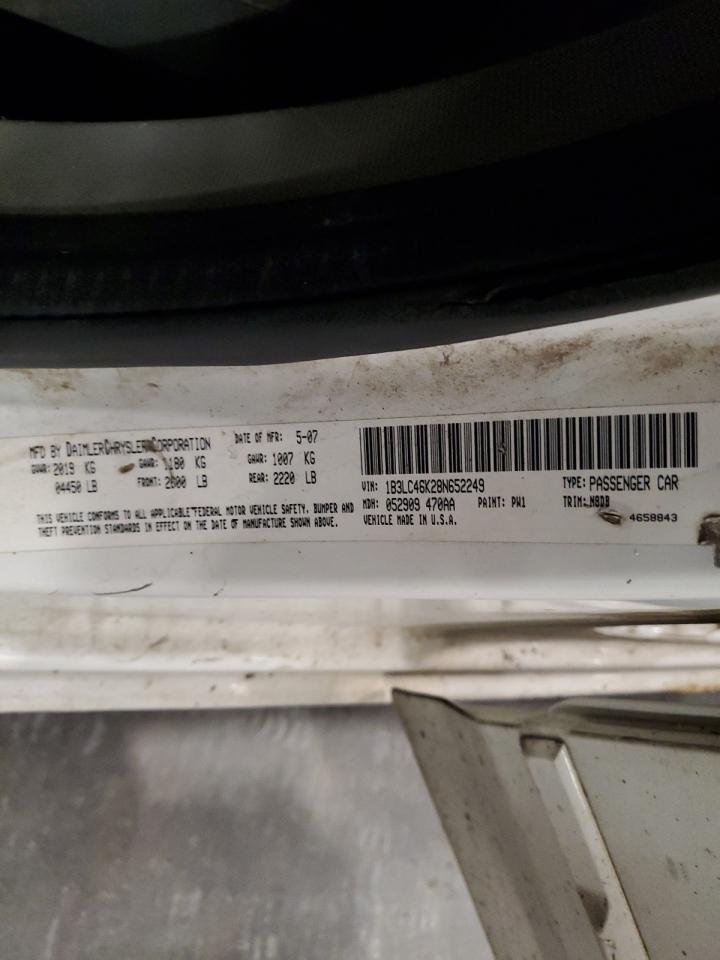 MFD BY DAIMLERCHRYSLER CORPORATION DATE OF MFR: 5-07
GVWR: 2019 KG GAWR: 1180 KG GAWR: 1007 KG
04450 LB FRONT: 2600 LB REAR: 2220 LB
THIS VEHICLE CONFORMS TO ALL APPLICABLE FEDERAL MOTOR VEHICLE SAFETY, BUMPER AND
THEFT PREVENTION STANDARDS IN EFFECT ON THE DATE OF MANUFACTURE SHOWN ABOVE.
VIN: 1B3LC46K28N652249 TYPE: PASSENGER CAR
MDH: 052909 470AA PAINT: PW1 TRIM: N8D8
VEHICLE MADE IN U.S.A. 4658843